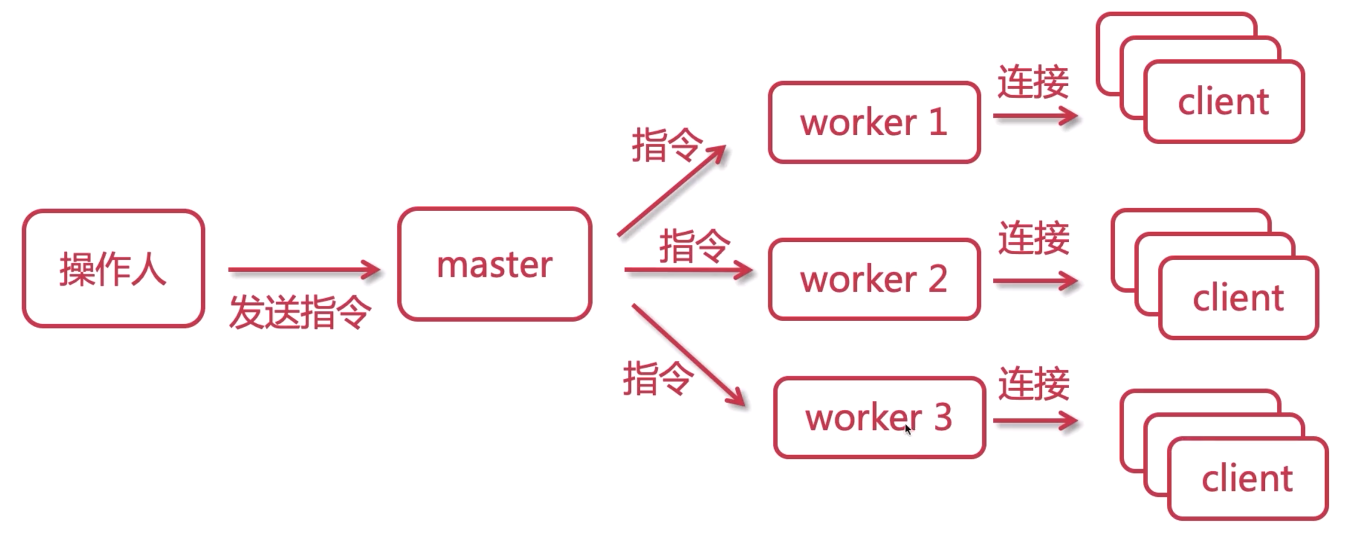 操作人
发送指令
master
指令
指令
指令
worker 1
连接
client
worker 2
连接
client
worker 3
连接
client